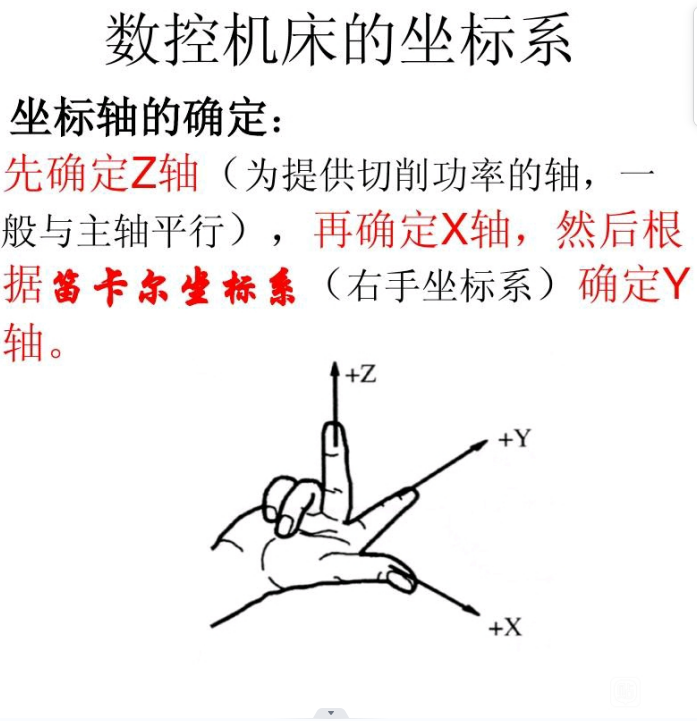 数控机床的坐标系
坐标轴的确定：
先确定Z轴（为提供切削功率的轴，一
般与主轴平行），再确定X轴，然后根
据笛卡尔坐标系（右手坐标系）确定Y
轴。
+Z
+Y
+X